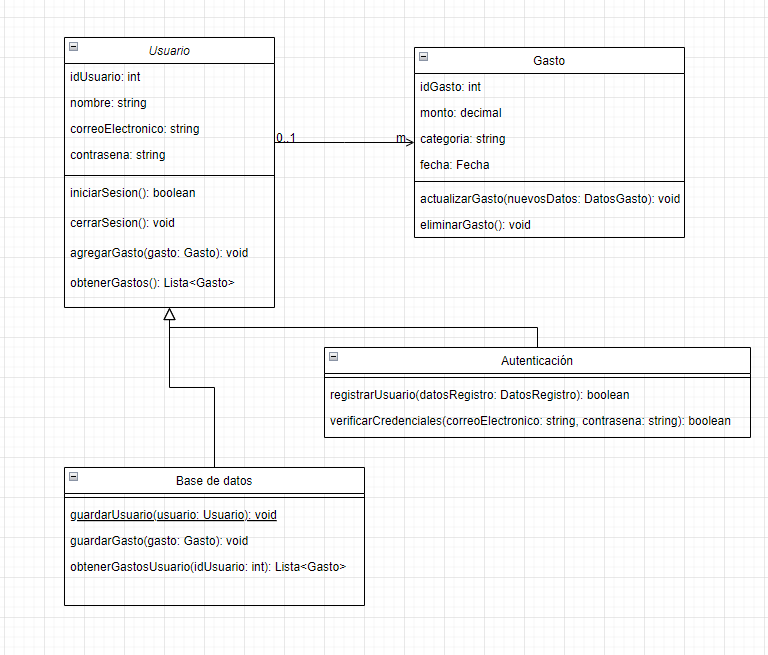 Usuario
idUsuario: int
nombre: string
correoElectronico: string
contrasena: string
iniciarSesion(): boolean
cerrarSesion(): void
agregarGasto(gasto: Gasto): void
obtenerGastos(): Lista<Gasto>
0..1
m
Gasto
idGasto: int
monto: decimal
categoria: string
fecha: Fecha
actualizarGasto(nuevosDatos: DatosGasto): void
eliminarGasto(): void
Autenticación
registrarUsuario(datosRegistro: DatosRegistro): boolean
verificarCredenciales(correoElectronico: string, contrasena: string): boolean
Base de datos
guardarUsuario(usuario: Usuario): void
guardarGasto(gasto: Gasto): void
obtenerGastosUsuario(idUsuario: int): Lista<Gasto>